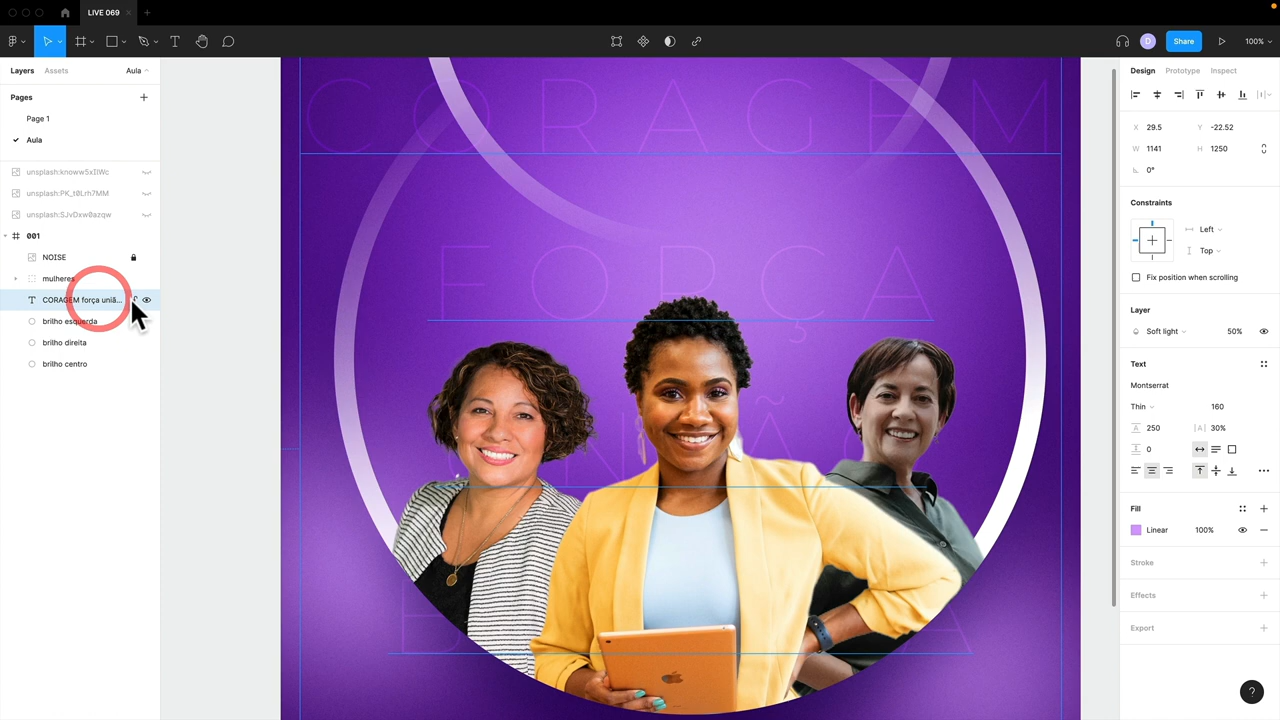 LIVE 069
Share
100%
Layers
Assets
Aula
Pages
Page 1
Aula
unsplash:knoww5xIIWc
unsplash:PK_t0Lrh7MM
unsplash:SJvDxw0azqw
001
NOISE
mulheres
CORAGEM força uniã...
brilho esquerda
brilho direita
brilho centro
CORAGEM
FORÇA
Design
Prototype
Inspect
X 29.5 Y -22.52
W 1141 H 1250
0°
Constraints
Left
Top
Fix position when scrolling
Layer
Soft light 50%
Text
Montserrat
Thin 160
250 30%
0
Fill
Linear 100%
Stroke
Effects
Export
D
?